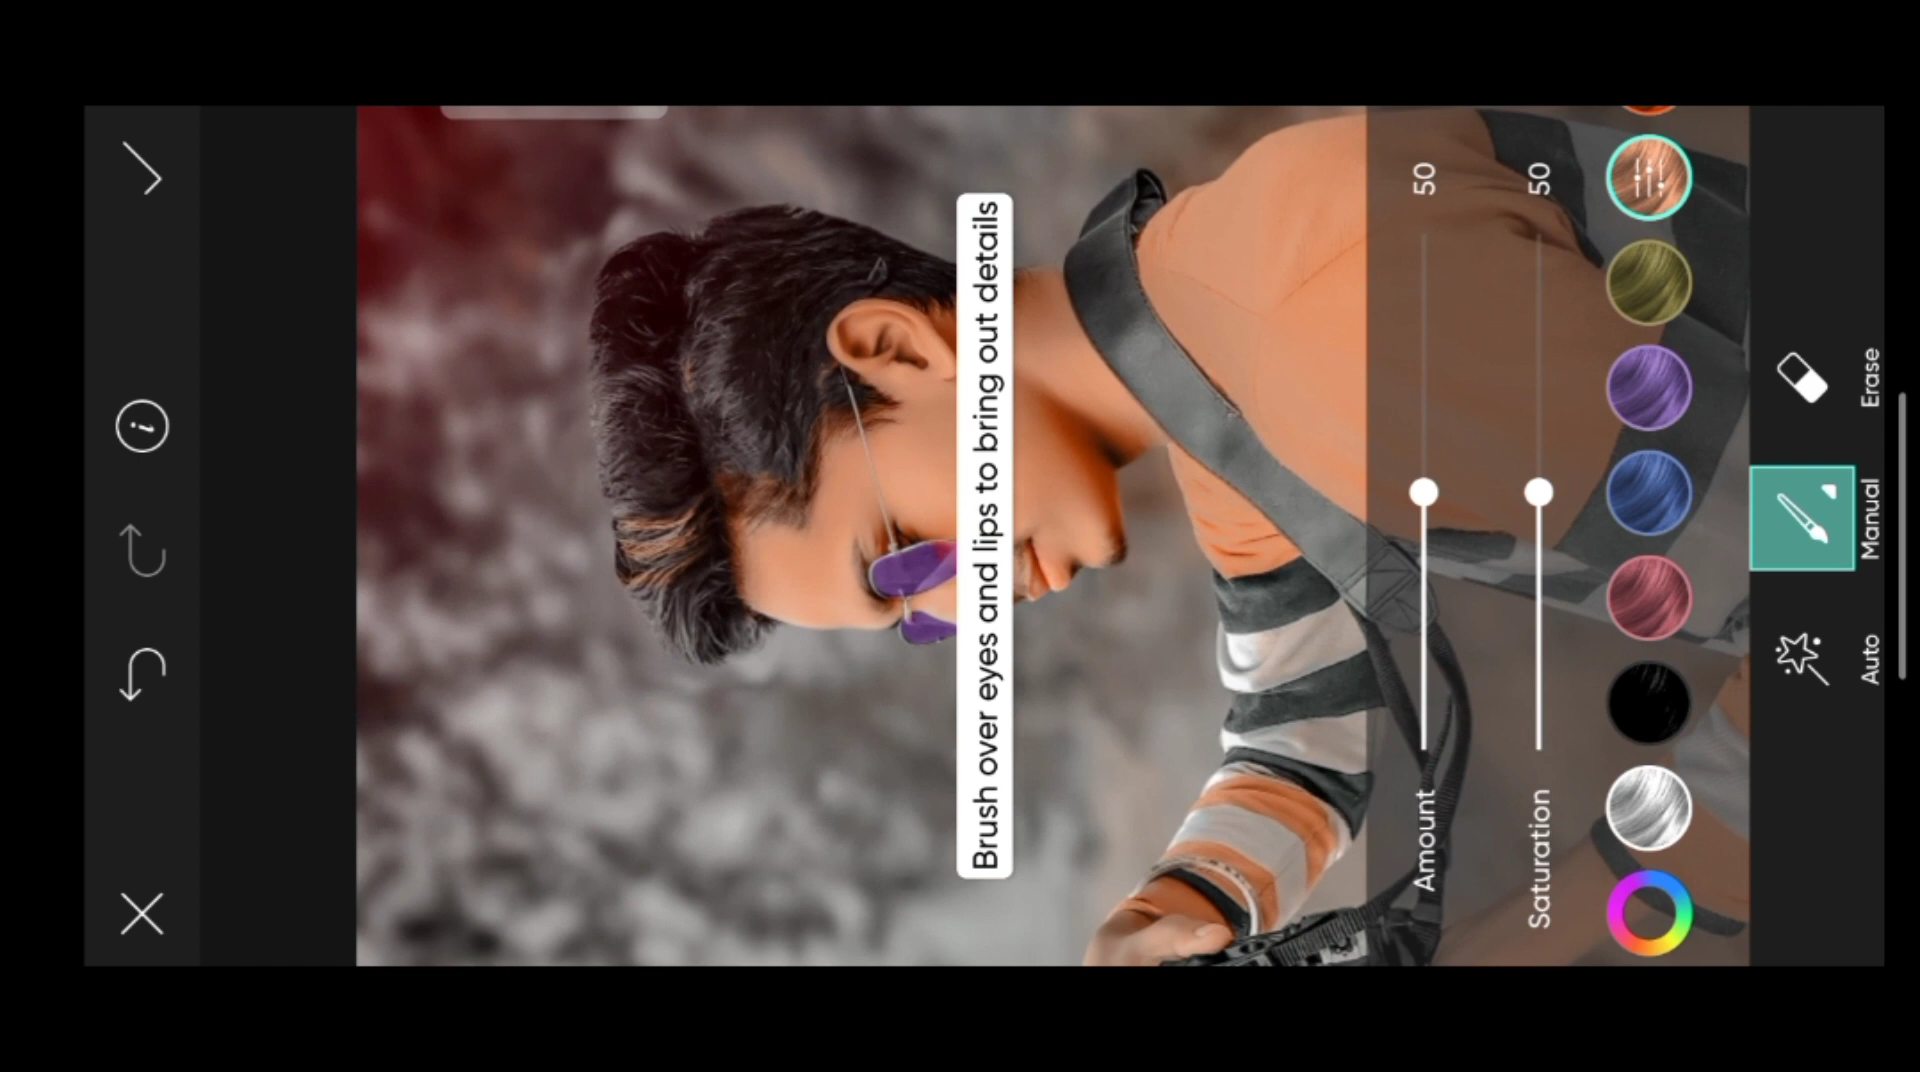 Brush over eyes and lips to bring out details
Amount 50
Saturation 50
Auto
Manual
Erase